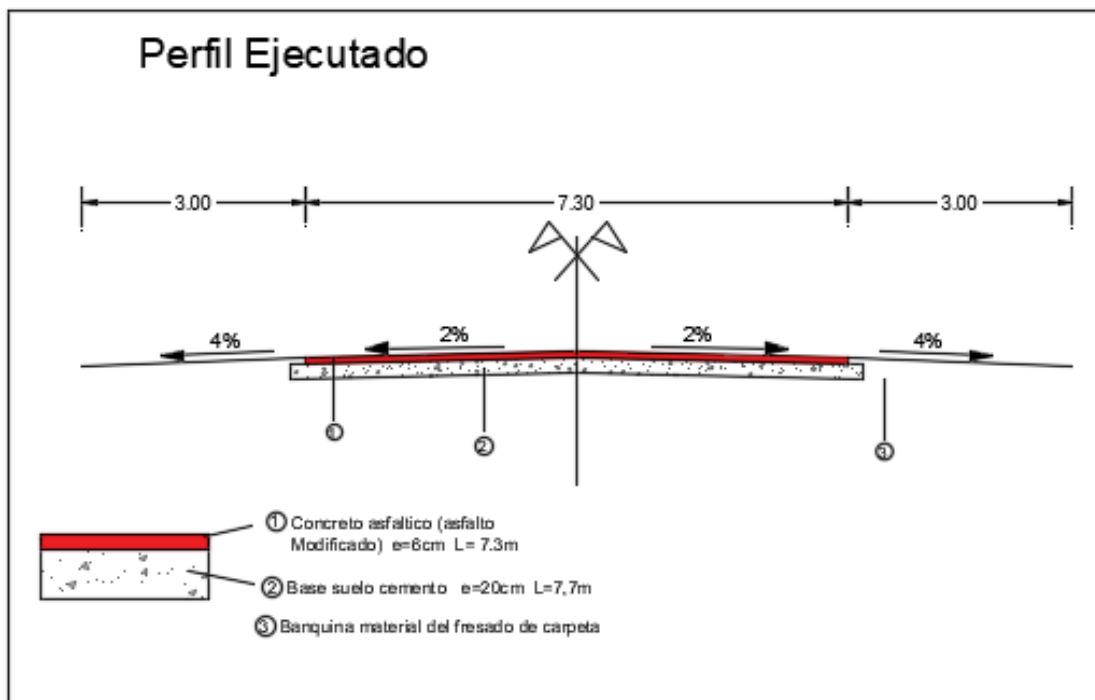 Perfil Ejecutado
3.00 7.30 3.00
4% 2% 2% 4%
1
2
3
1 Concreto asfaltico (asfalto
Modificado) e=6cm L= 7.3m
2 Base suelo cemento e=20cm L=7,7m
3 Banquina material del fresado de carpeta